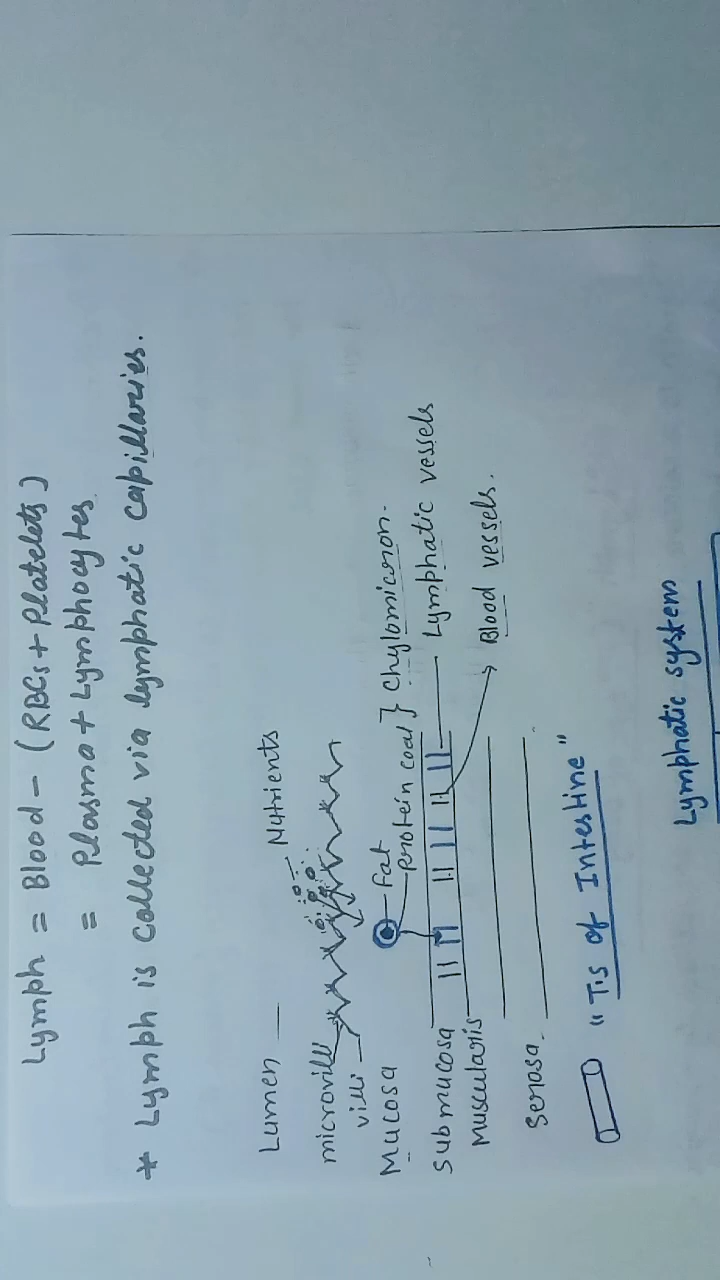 Lymph = Blood - (RBCs + Platelets)
= Plasma + Lymphocytes
* Lymph is collected via lymphatic capillaries.
Lumen
Nutrients
microvilli
villi
Mucosa
Fat
protein coat } Chylomicron.
Submucosa
Lymphatic vessels
Muscularis
Blood vessels.
Serosa.
"T.S of Intestine"
Lymphatic system